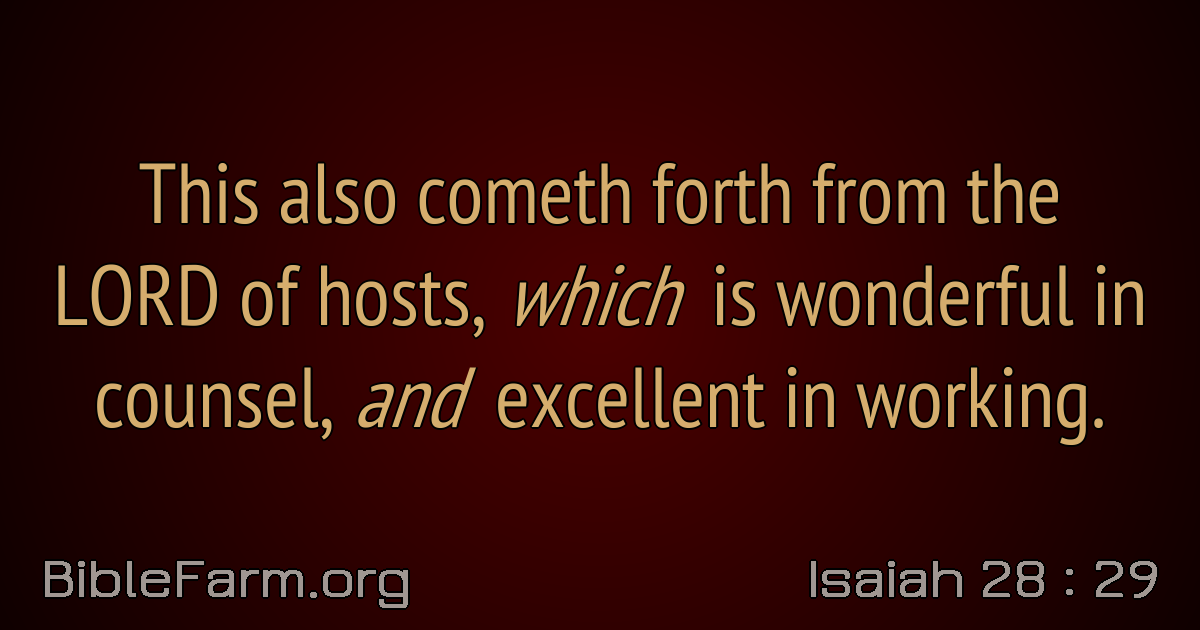 This also cometh forth from the
LORD of hosts, which is wonderful in
counsel, and excellent in working.
BibleFarm.org
Isaiah 28 : 29